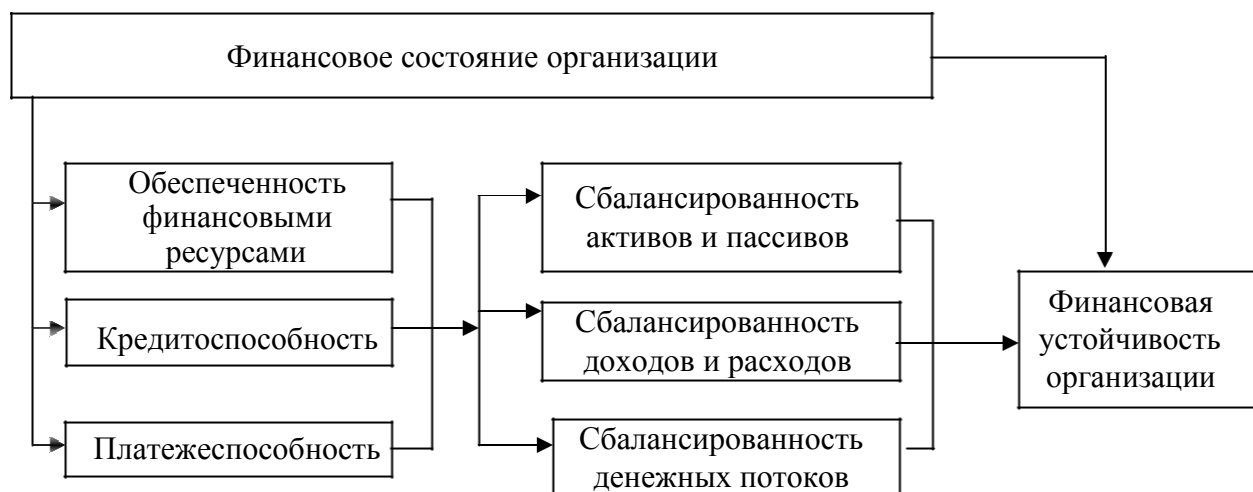 Финансовое состояние организации
Обеспеченность
финансовыми
ресурсами
Кредитоспособность
Платежеспособность
Сбалансированность
активов и пассивов
Сбалансированность
доходов и расходов
Сбалансированность
денежных потоков
Финансовая
устойчивость
организации